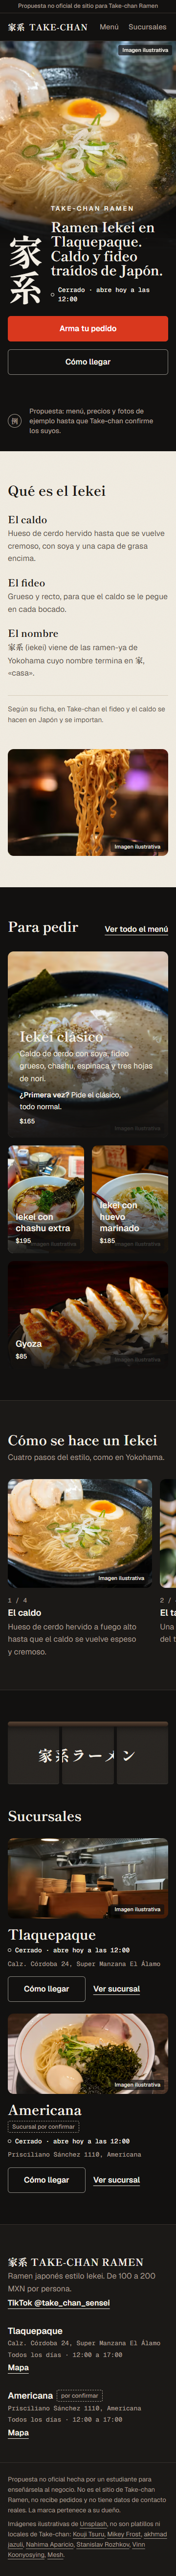 Propuesta no oficial de sitio para Take-chan Ramen
家系 TAKE-CHAN
Menú
Sucursales
Imagen ilustrativa
TAKE-CHAN RAMEN
家系
Ramen Iekei en
Tlaquepaque.
Caldo y fideo
traídos de Japón.
Cerrado · abre hoy a las
12:00
Arma tu pedido
Cómo llegar
例
Propuesta: menú, precios y fotos de
ejemplo hasta que Take-chan confirme
los suyos.
Qué es el Iekei
El caldo
Hueso de cerdo hervido hasta que se vuelve
cremoso, con soya y una capa de grasa
encima.
El fideo
Grueso y recto, para que el caldo se le pegue
en cada bocado.
El nombre
家系 (iekei) viene de las ramen-ya de
Yokohama cuyo nombre termina en 家,
«casa».
Según su ficha, en Take-chan el fideo y el caldo se
hacen en Japón y se importan.
Imagen ilustrativa
Para pedir
Ver todo el menú
Iekei clásico
Caldo de cerdo con soya, fideo
grueso, chashu, espinaca y tres hojas
de nori.
¿Primera vez? Pide el clásico,
todo normal.
$165
Imagen ilustrativa
Iekei con
chashu extra
$195
Imagen ilustrativa
Iekei con
huevo
marinado
$185
Imagen ilustrativa
Gyoza
$85
Imagen ilustrativa
Cómo se hace un Iekei
Cuatro pasos del estilo, como en Yokohama.
Imagen ilustrativa
1 / 4
El caldo
Hueso de cerdo hervido a fuego alto
hasta que el caldo se vuelve espeso
y cremoso.
2 /
El ta
Una
del t
家系ラーメン
Sucursales
Imagen ilustrativa
Tlaquepaque
Cerrado · abre hoy a las 12:00
Calz. Córdoba 24, Super Manzana El Álamo
Cómo llegar
Ver sucursal
Imagen ilustrativa
Americana
Sucursal por confirmar
Cerrado · abre hoy a las 12:00
Prisciliano Sánchez 1110, Americana
Cómo llegar
Ver sucursal
家系 TAKE-CHAN RAMEN
Ramen japonés estilo Iekei. De 100 a 200
MXN por persona.
TikTok @take_chan_sensei
Tlaquepaque
Calz. Córdoba 24, Super Manzana El Álamo
Todos los días · 12:00 a 17:00
Mapa
Americana
por confirmar
Prisciliano Sánchez 1110, Americana
Todos los días · 12:00 a 17:00
Mapa
Propuesta no oficial hecha por un estudiante para
enseñársela al negocio. No es el sitio de Take-chan
Ramen, no recibe pedidos y no tiene datos de contacto
reales. La marca pertenece a su dueño.
Imágenes ilustrativas de Unsplash, no son platillos ni
locales de Take-chan: Kouji Tsuru, Mikey Frost, akhmad
jazuli, Nahima Aparicio, Stanislav Rozhkov, Vinn
Koonyosying, Mesh.